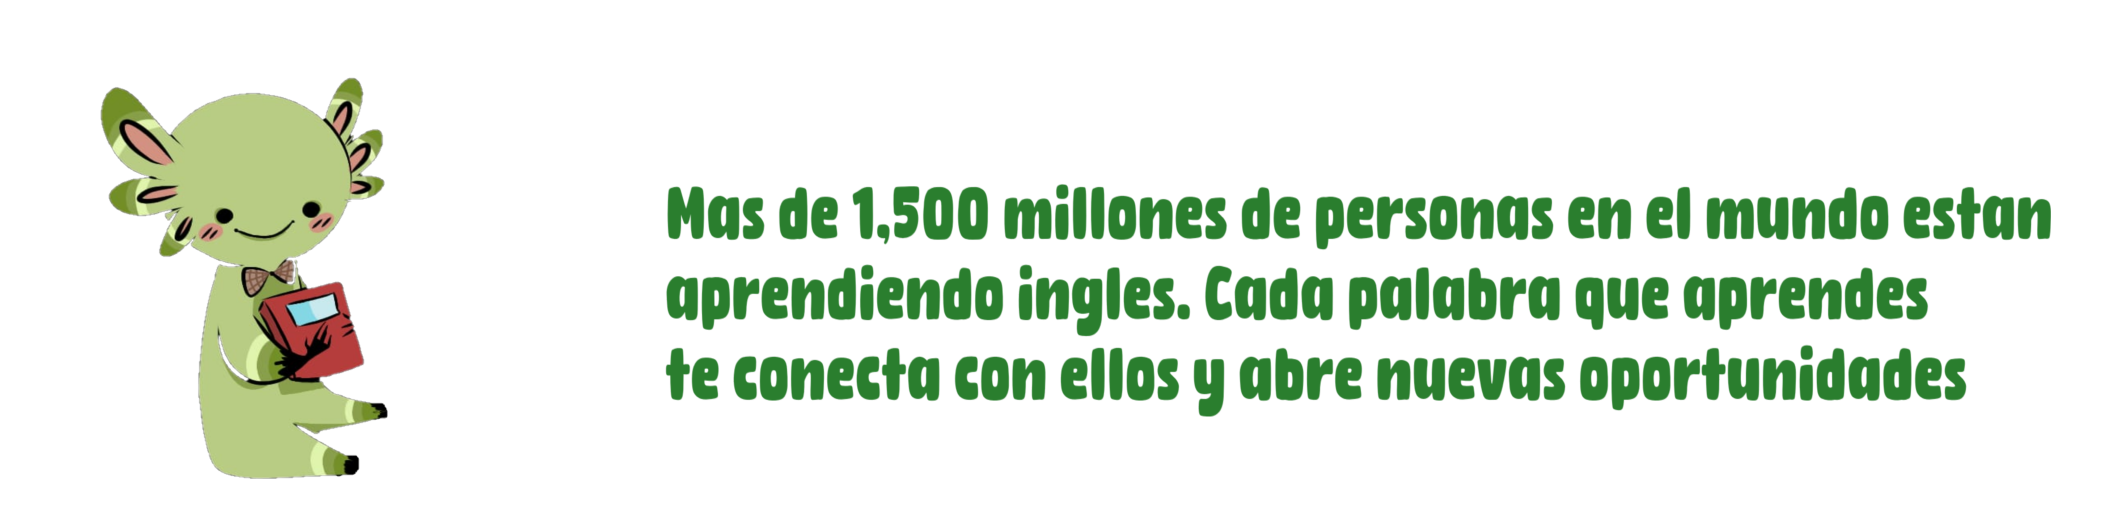 Mas de 1,500 millones de personas en el mundo estan
aprendiendo ingles. Cada palabra que aprendes
te conecta con ellos y abre nuevas oportunidades